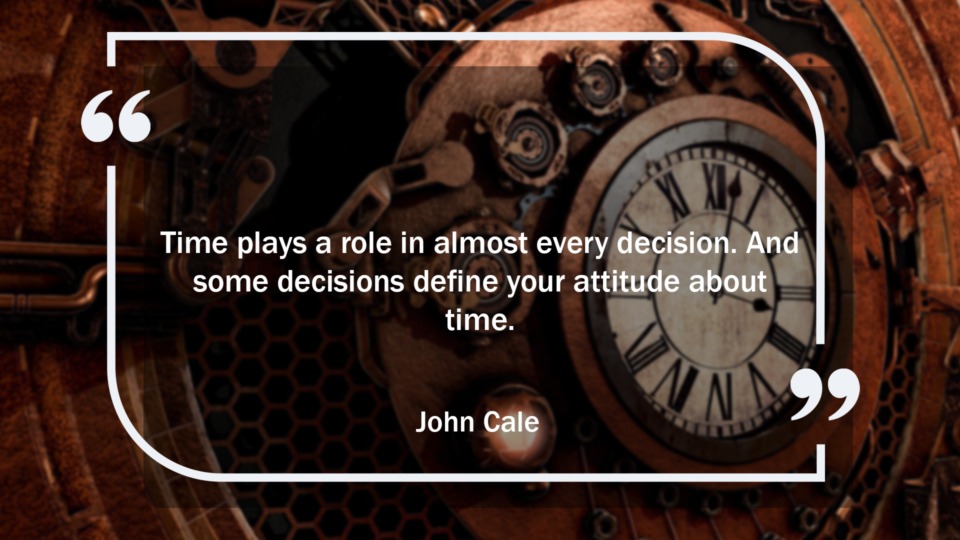 Time plays a role in almost every decision. And
some decisions define your attitude about
time.
John Cale